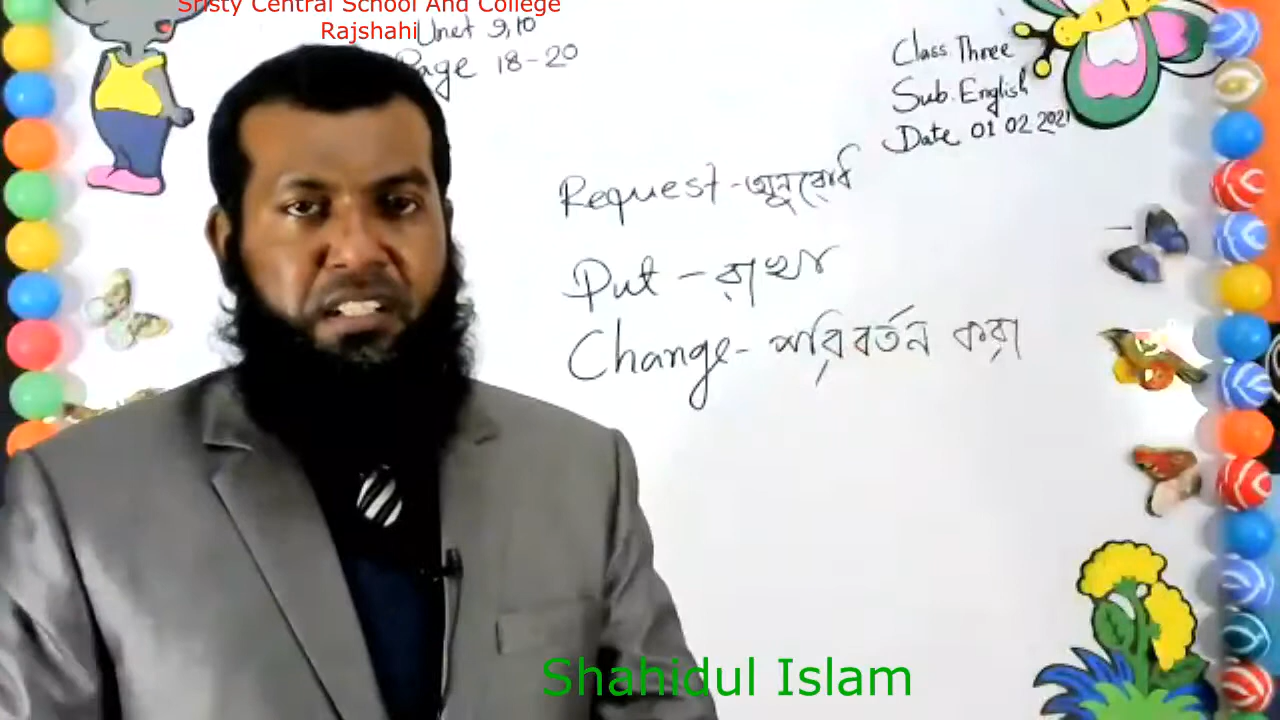 Sristy Central School And College
Rajshahi
Unet 9,10
Page 18-20
Class Three
Sub. English
Date 01 02 2021
Request - অনুরোধ
Put - রাখা
Change - পরিবর্তন করা
Shahidul Islam